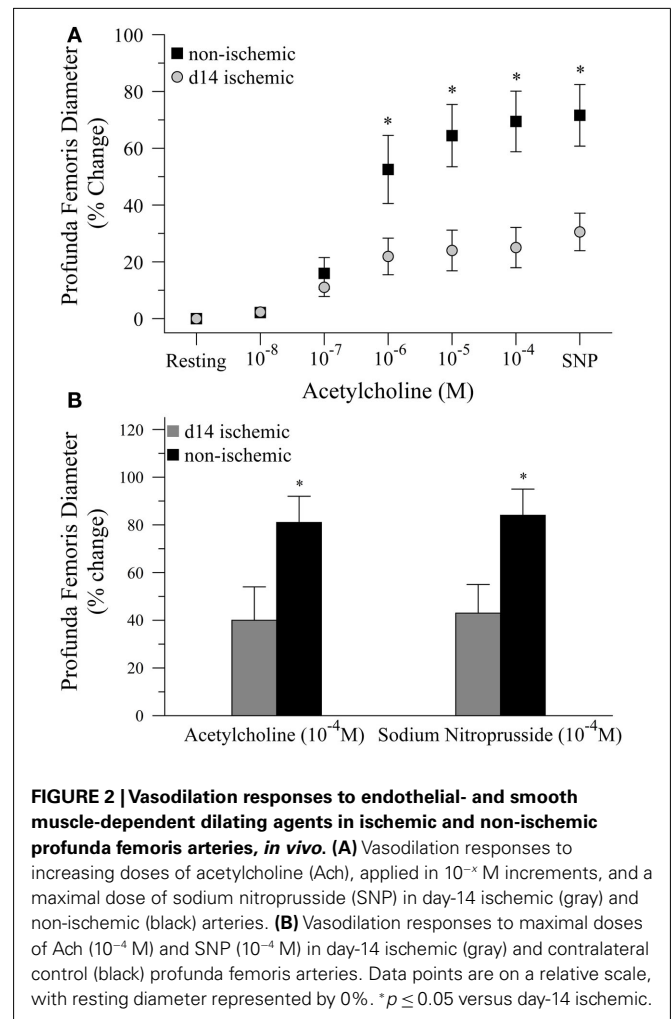 A
100
80
60
40
20
0
Profunda Femoris Diameter
(% Change)
non-ischemic
d14 ischemic
* * * * *
Resting 10⁻⁸ 10⁻⁷ 10⁻⁶ 10⁻⁵ 10⁻⁴ SNP
Acetylcholine (M)
B
120
100
80
60
40
20
0
Profunda Femoris Diameter
(% change)
d14 ischemic
non-ischemic
* *
Acetylcholine (10⁻⁴M) Sodium Nitroprusside (10⁻⁴M)
FIGURE 2 | Vasodilation responses to endothelial- and smooth
muscle-dependent dilating agents in ischemic and non-ischemic
profunda femoris arteries, in vivo. (A) Vasodilation responses to
increasing doses of acetylcholine (Ach), applied in 10⁻ˣ M increments, and a
maximal dose of sodium nitroprusside (SNP) in day-14 ischemic (gray) and
non-ischemic (black) arteries. (B) Vasodilation responses to maximal doses
of Ach (10⁻⁴ M) and SNP (10⁻⁴ M) in day-14 ischemic (gray) and contralateral
control (black) profunda femoris arteries. Data points are on a relative scale,
with resting diameter represented by 0%. *p ≤ 0.05 versus day-14 ischemic.